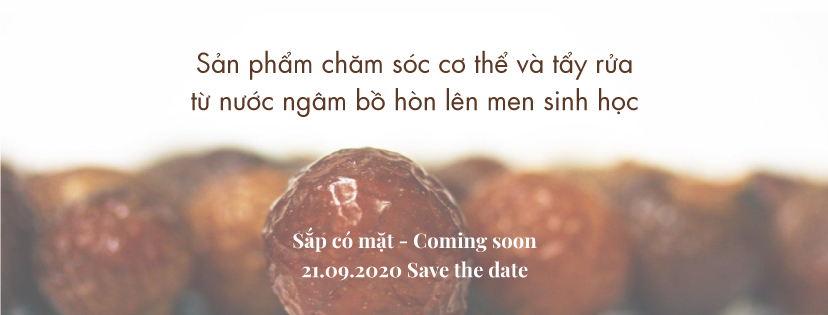 Sản phẩm chăm sóc cơ thể và tẩy rửa
từ nước ngâm bồ hòn lên men sinh học
Sắp có mặt - Coming soon
21.09.2020 Save the date